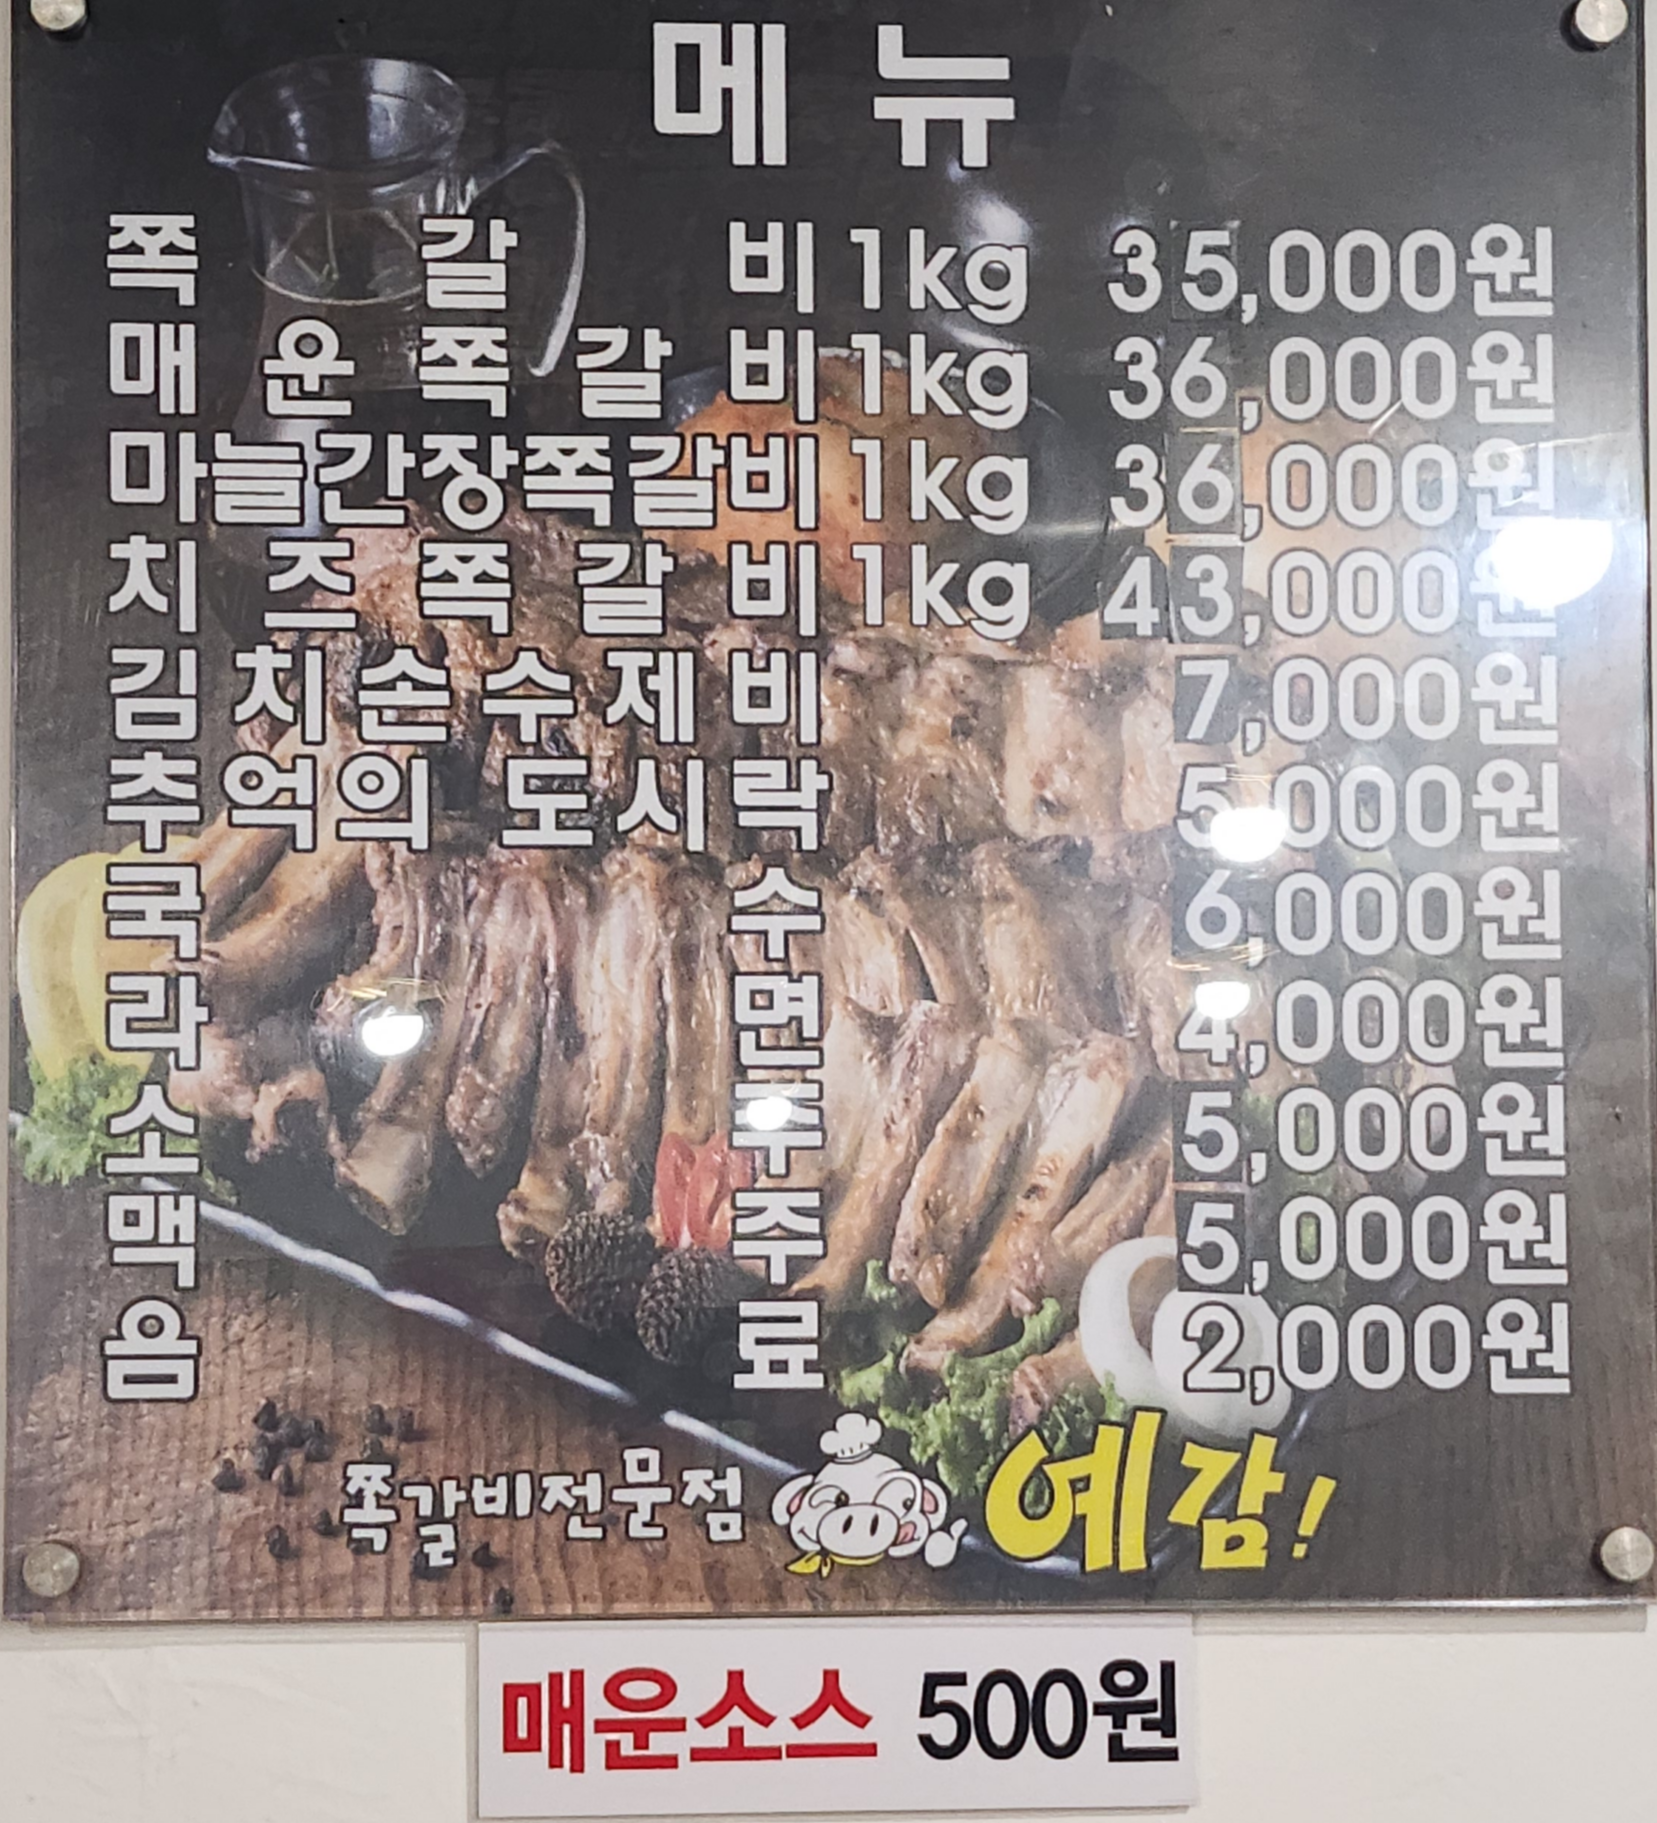 메뉴
쪽갈비 1kg 35,000원
매운쪽갈비 1kg 36,000원
마늘간장쪽갈비 1kg 36,000원
치즈쪽갈비 1kg 43,000원
김치손수제비 7,000원
추억의 도시락 5,000원
국수 6,000원
라면 4,000원
소주 5,000원
맥주 5,000원
음료 2,000원
쪽갈비전문점 예감!
매운소스 500원